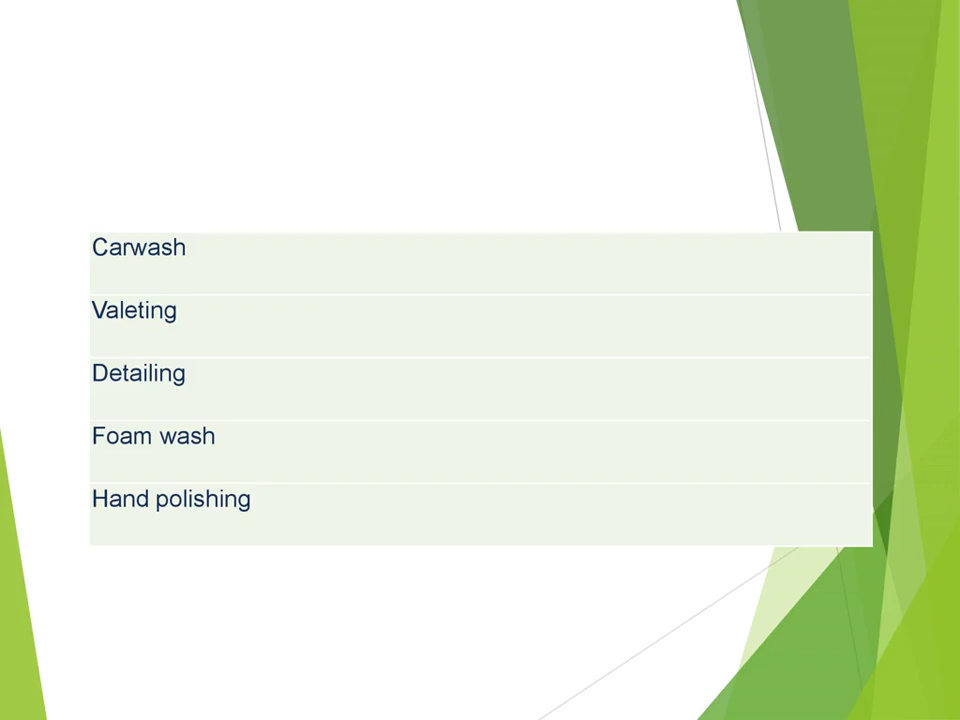 Carwash
Valeting
Detailing
Foam wash
Hand polishing